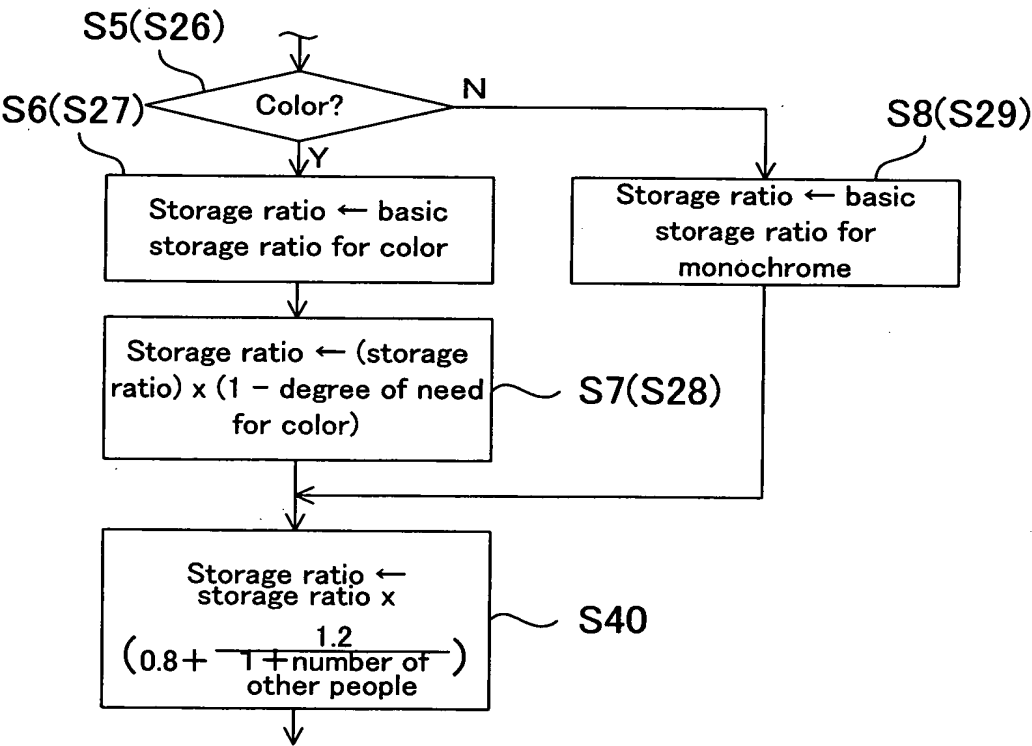 S5(S26)
Color?
N
S6(S27)
S8(S29)
Y
Storage ratio ← basic
storage ratio for color
Storage ratio ← basic
storage ratio for
monochrome
Storage ratio ← (storage
ratio) x (1 - degree of need
for color)
S7(S28)
Storage ratio ←
storage ratio x
(0.8+ 1.2
1+number of )
other people
S40